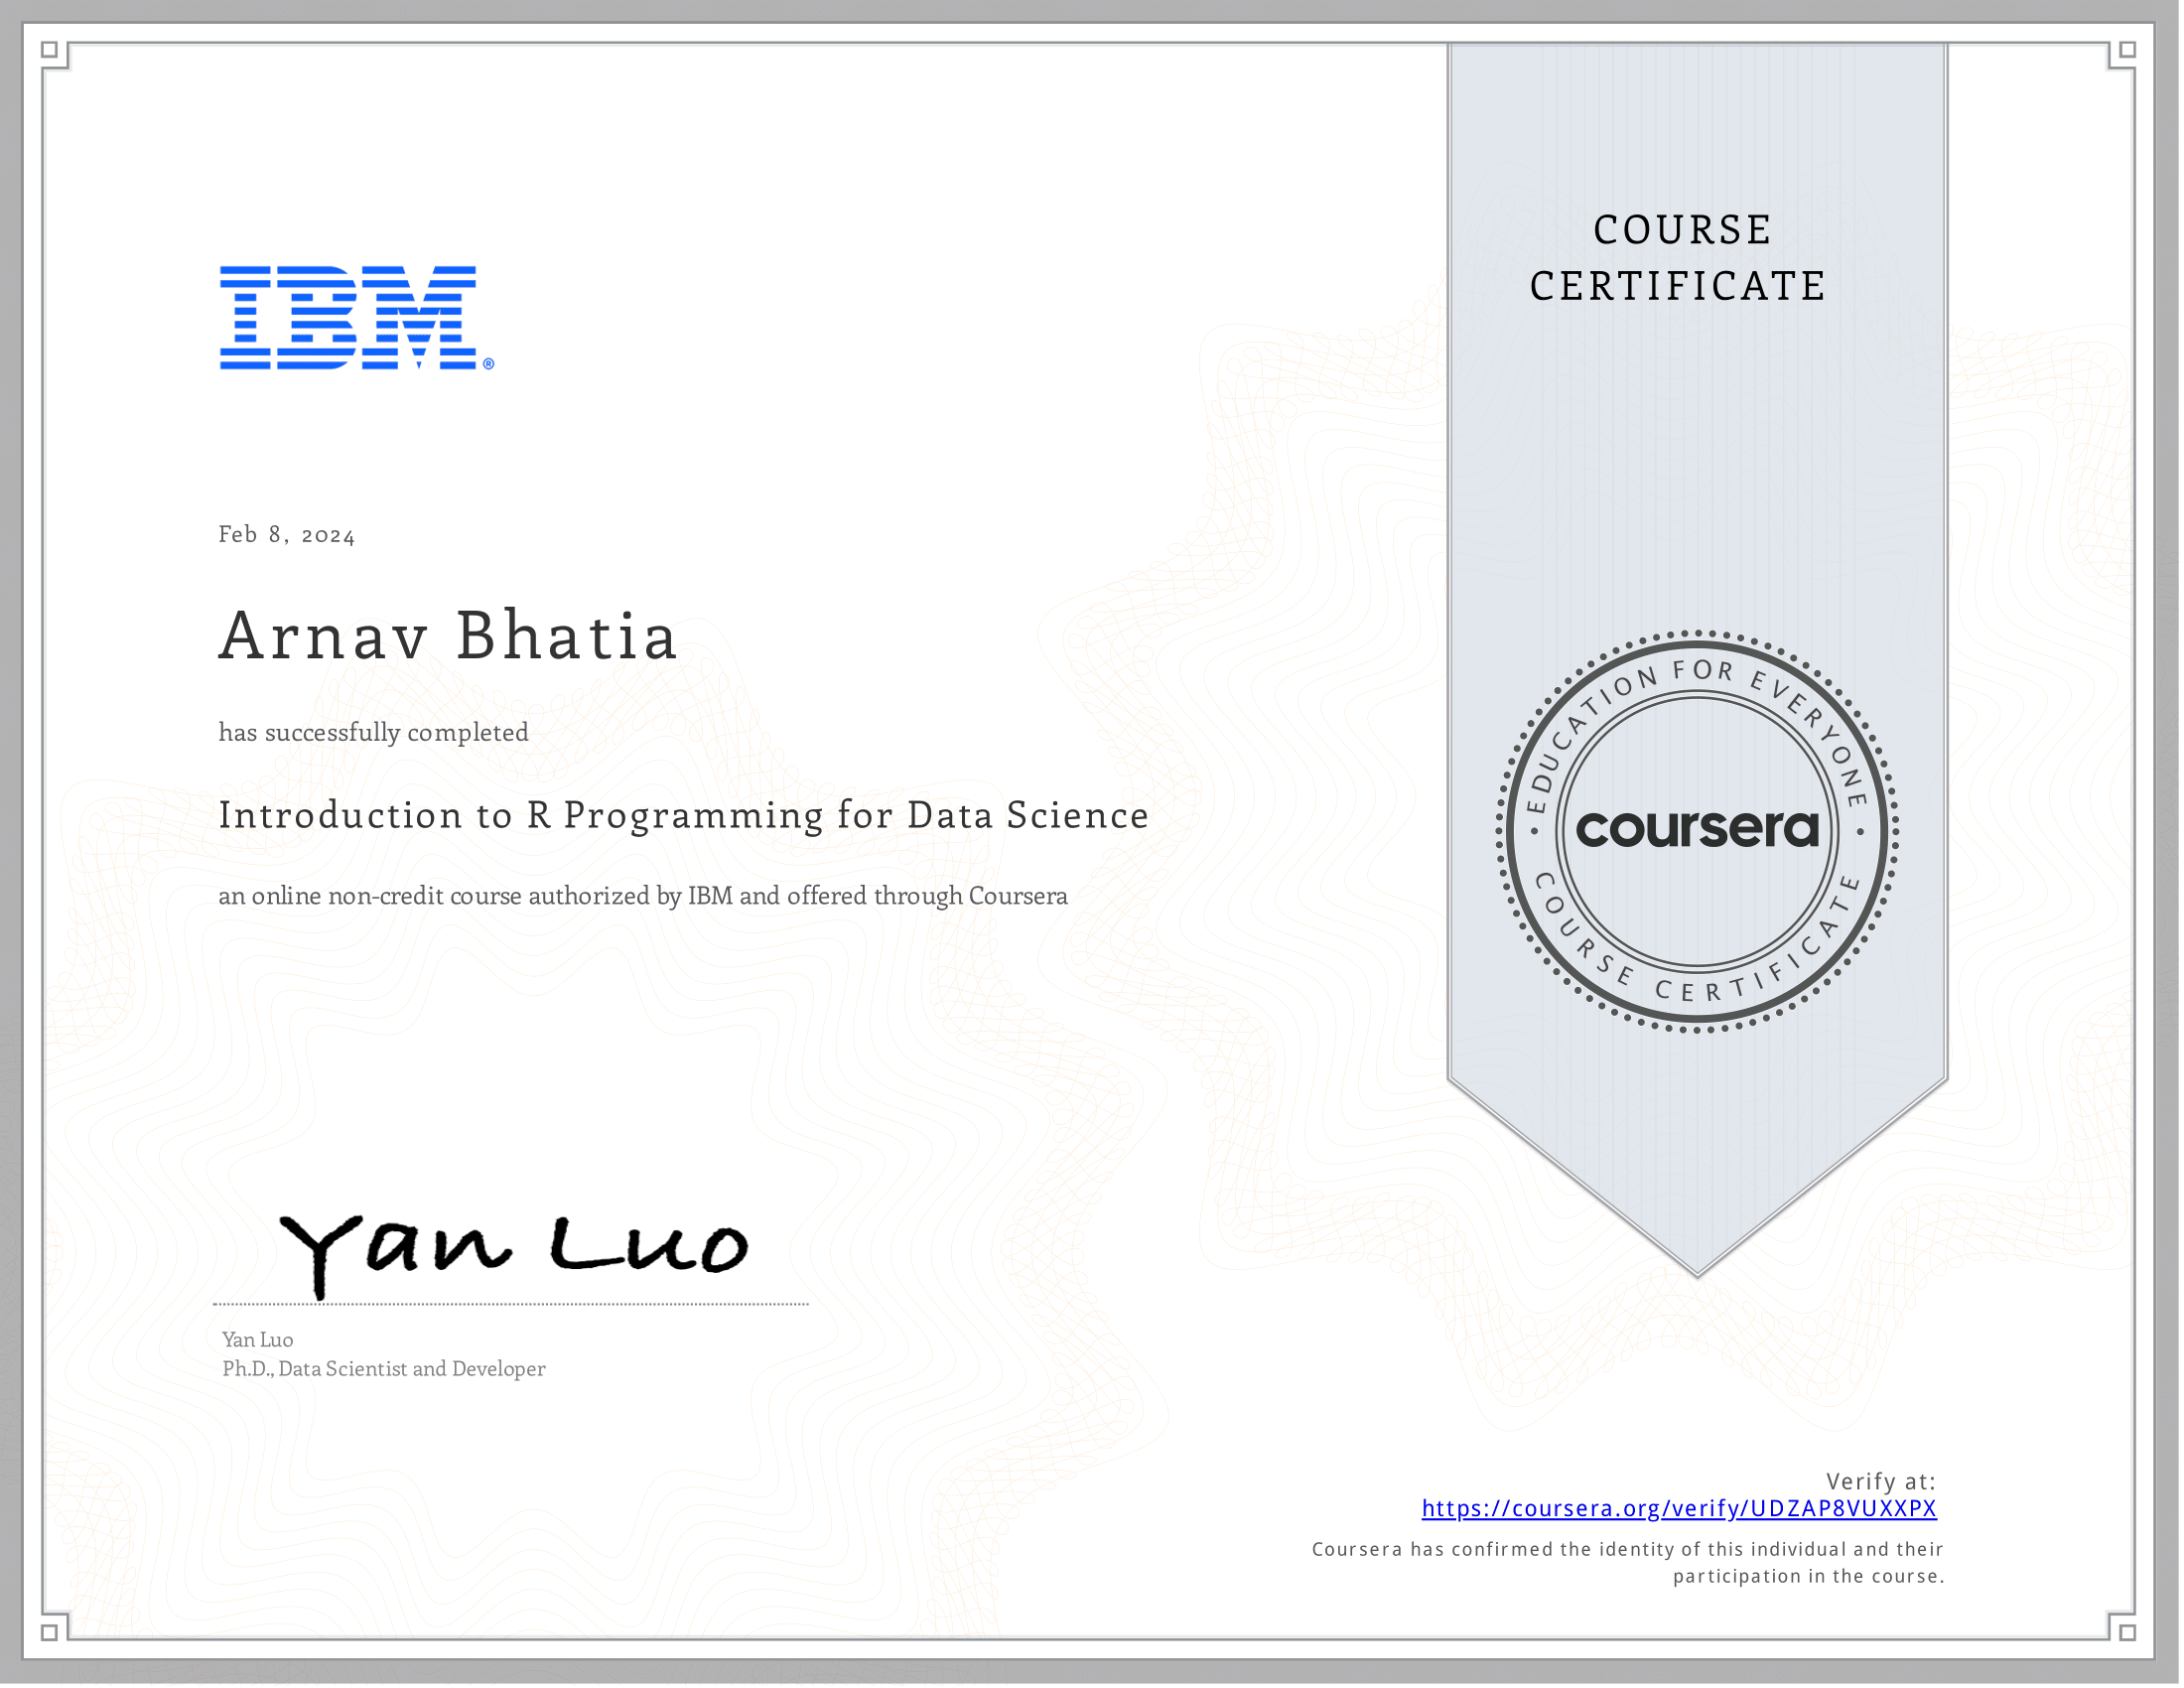 IBM®
COURSE
CERTIFICATE
Feb 8, 2024
Arnav Bhatia
has successfully completed
Introduction to R Programming for Data Science
an online non-credit course authorized by IBM and offered through Coursera
EDUCATION FOR EVERYONE
coursera
COURSE CERTIFICATE
Yan Luo
Yan Luo
Ph.D., Data Scientist and Developer
Verify at:
https://coursera.org/verify/UDZAP8VUXXPX
Coursera has confirmed the identity of this individual and their
participation in the course.